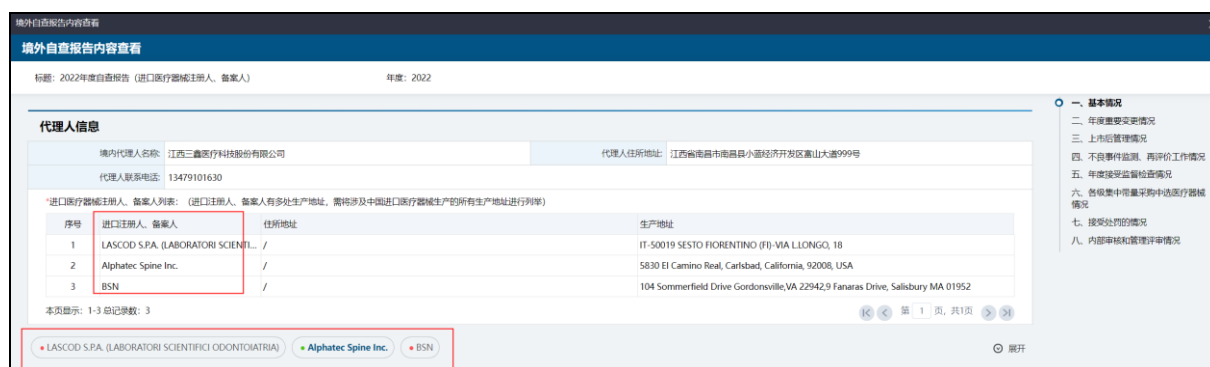 境外自查报告内容查看
境外自查报告内容查看
标题: 2022年度自查报告 (进口医疗器械注册人、备案人) 年度: 2022
一、基本情况
二、年度重要变更情况
三、上市后管理情况
四、不良事件监测、再评价工作情况
五、年度接受监督检查情况
六、各级集中带量采购中选医疗器械
情况
七、接受处罚的情况
八、内部审核和管理评审情况
代理人信息
境内代理人名称: 江西三鑫医疗科技股份有限公司 代理人住所地址: 江西省南昌市南昌县小蓝经济开发区富山大道999号
代理人联系电话: 13479101630
*进口医疗器械注册人、备案人列表: (进口注册人、备案人有多处生产地址, 需将涉及中国进口医疗器械生产的所有生产地址进行列举)
序号 进口注册人、备案人 住所地址 生产地址
1 LASCOD S.P.A. (LABORATORI SCIENTI... / IT-50019 SESTO FIORENTINO (FI)-VIA L.LONGO, 18
2 Alphatec Spine Inc. / 5830 El Camino Real, Carlsbad, California, 92008, USA
3 BSN / 104 Sommerfield Drive Gordonsville,VA 22942,9 Fanaras Drive, Salisbury MA 01952
本页显示: 1-3 总记录数: 3 第 1 页, 共1页
LASCOD S.P.A. (LABORATORI SCIENTIFICI ODONTOIATRIA) Alphatec Spine Inc. BSN 展开